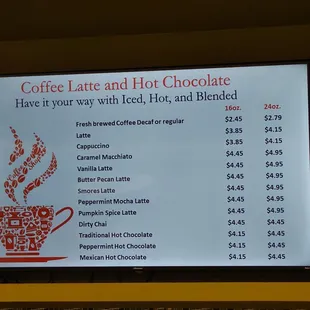 Coffee Latte and Hot Chocolate
Have it your way with Iced, Hot, and Blended
16oz. 24oz.
Fresh brewed Coffee Decaf or regular $2.45 $2.79
Latte $3.85 $4.15
Cappuccino $3.85 $4.15
Caramel Macchiato $4.45 $4.95
Vanilla Latte $4.45 $4.95
Butter Pecan Latte $4.45 $4.95
Smores Latte $4.45 $4.95
Peppermint Mocha Latte $4.45 $4.95
Pumpkin Spice Latte $4.45 $4.95
Dirty Chai $4.45 $4.45
Traditional Hot Chocolate $4.15 $4.45
Peppermint Hot Chocolate $4.15 $4.45
Mexican Hot Chocolate $4.15 $4.45